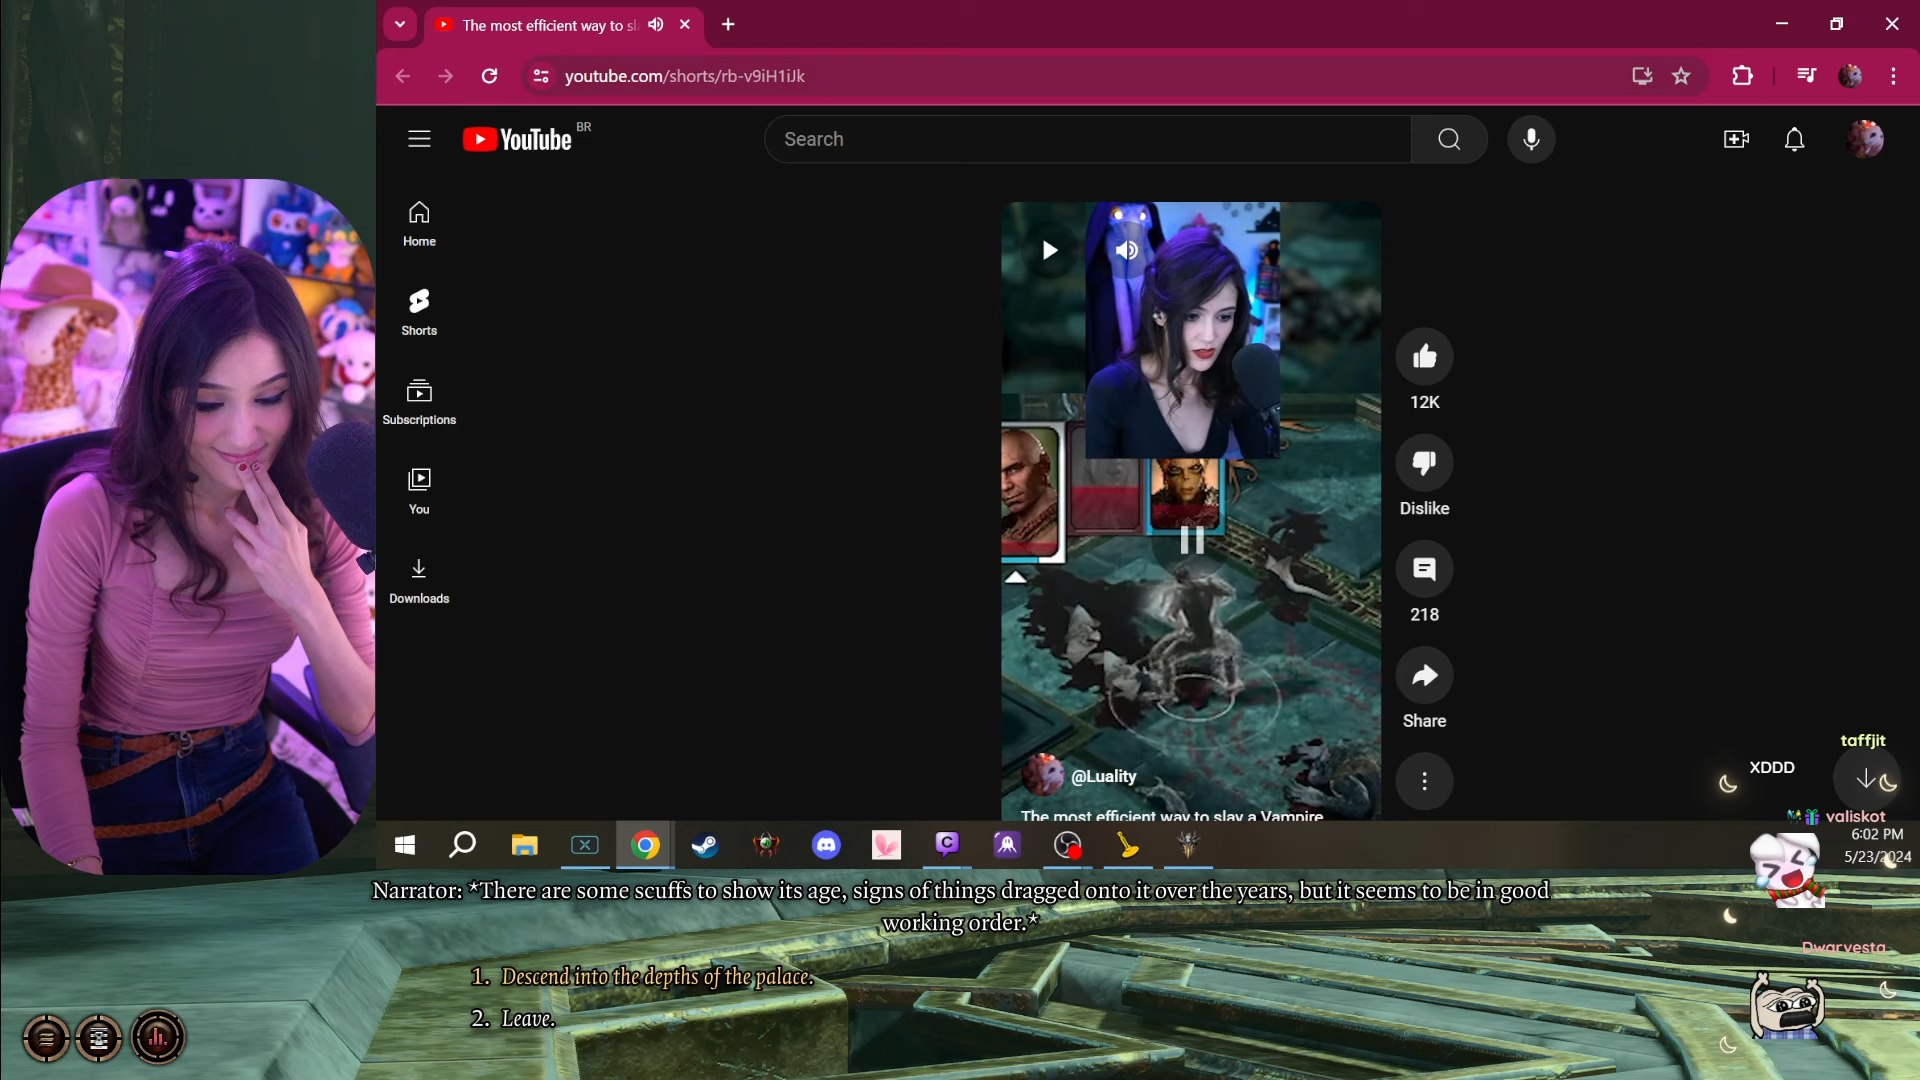 The most efficient way to sl
youtube.com/shorts/rb-v9iH1iJk
YouTube BR
Search
Home
Shorts
Subscriptions
You
Downloads
12K
Dislike
218
Share
@Luality
The most efficient way to slay a Vampire
taffjit
XDDD
valiskot
6:02 PM
5/23/2024
Narrator: *There are some scuffs to show its age, signs of things dragged onto it over the years, but it seems to be in good
working order.*
Dwarvesta
1. Descend into the depths of the palace.
2. Leave.